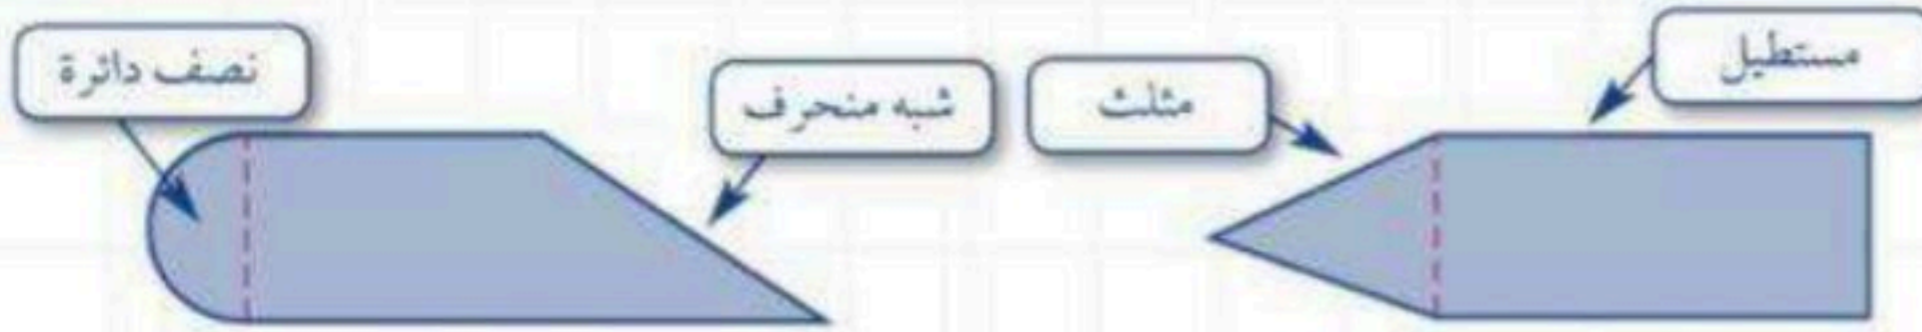 مستطيل
مثلث
شبه منحرف
نصف دائرة